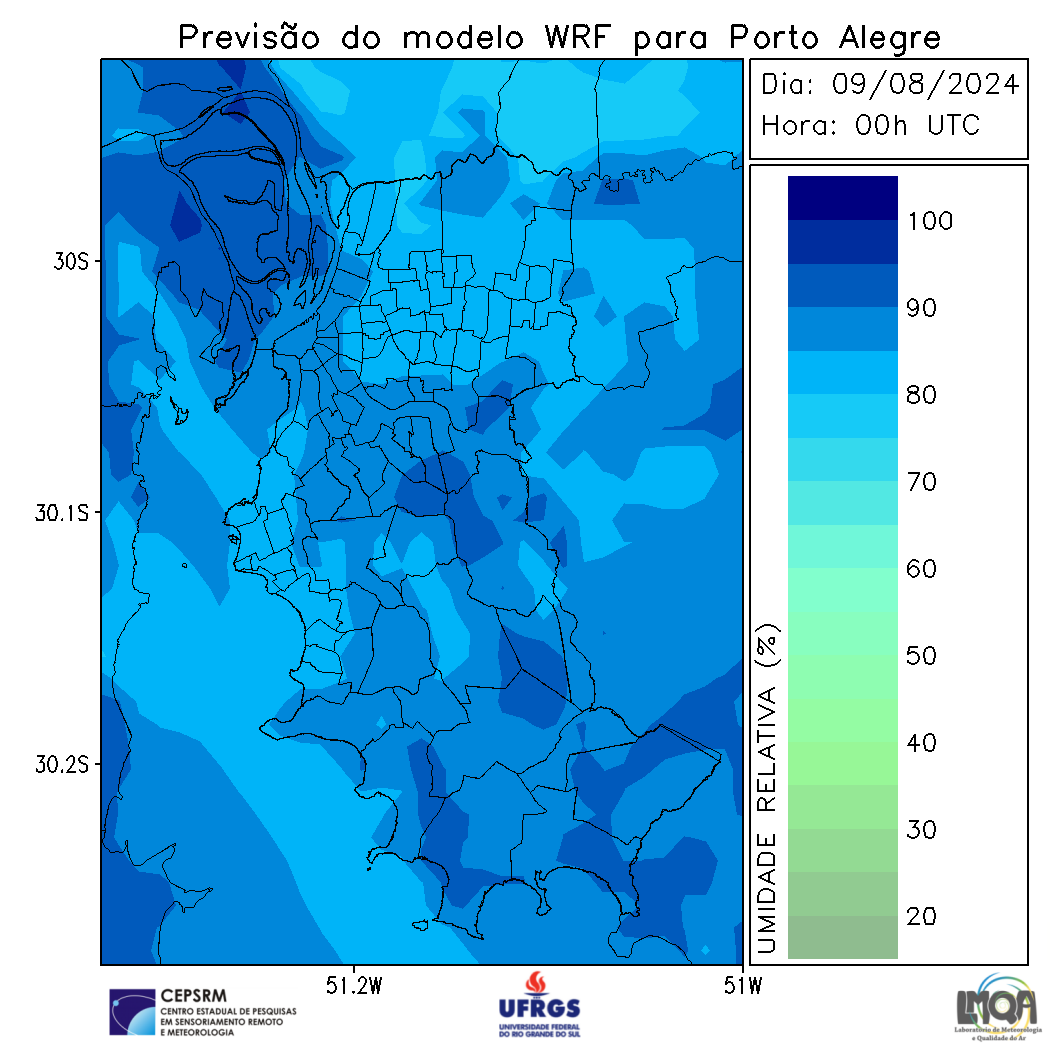 Previsão do modelo WRF para Porto Alegre
Dia: 09/08/2024
Hora: 00h UTC
30S
30.1S
30.2S
51.2W
51W
UMIDADE RELATIVA (%)
100
90
80
70
60
50
40
30
20
CEPSRM
CENTRO ESTADUAL DE PESQUISAS
EM SENSORIAMENTO REMOTO
E METEOROLOGIA
UFRGS
UNIVERSIDADE FEDERAL
DO RIO GRANDE DO SUL
LMQA
Laboratório de Meteorologia
e Qualidade do Ar